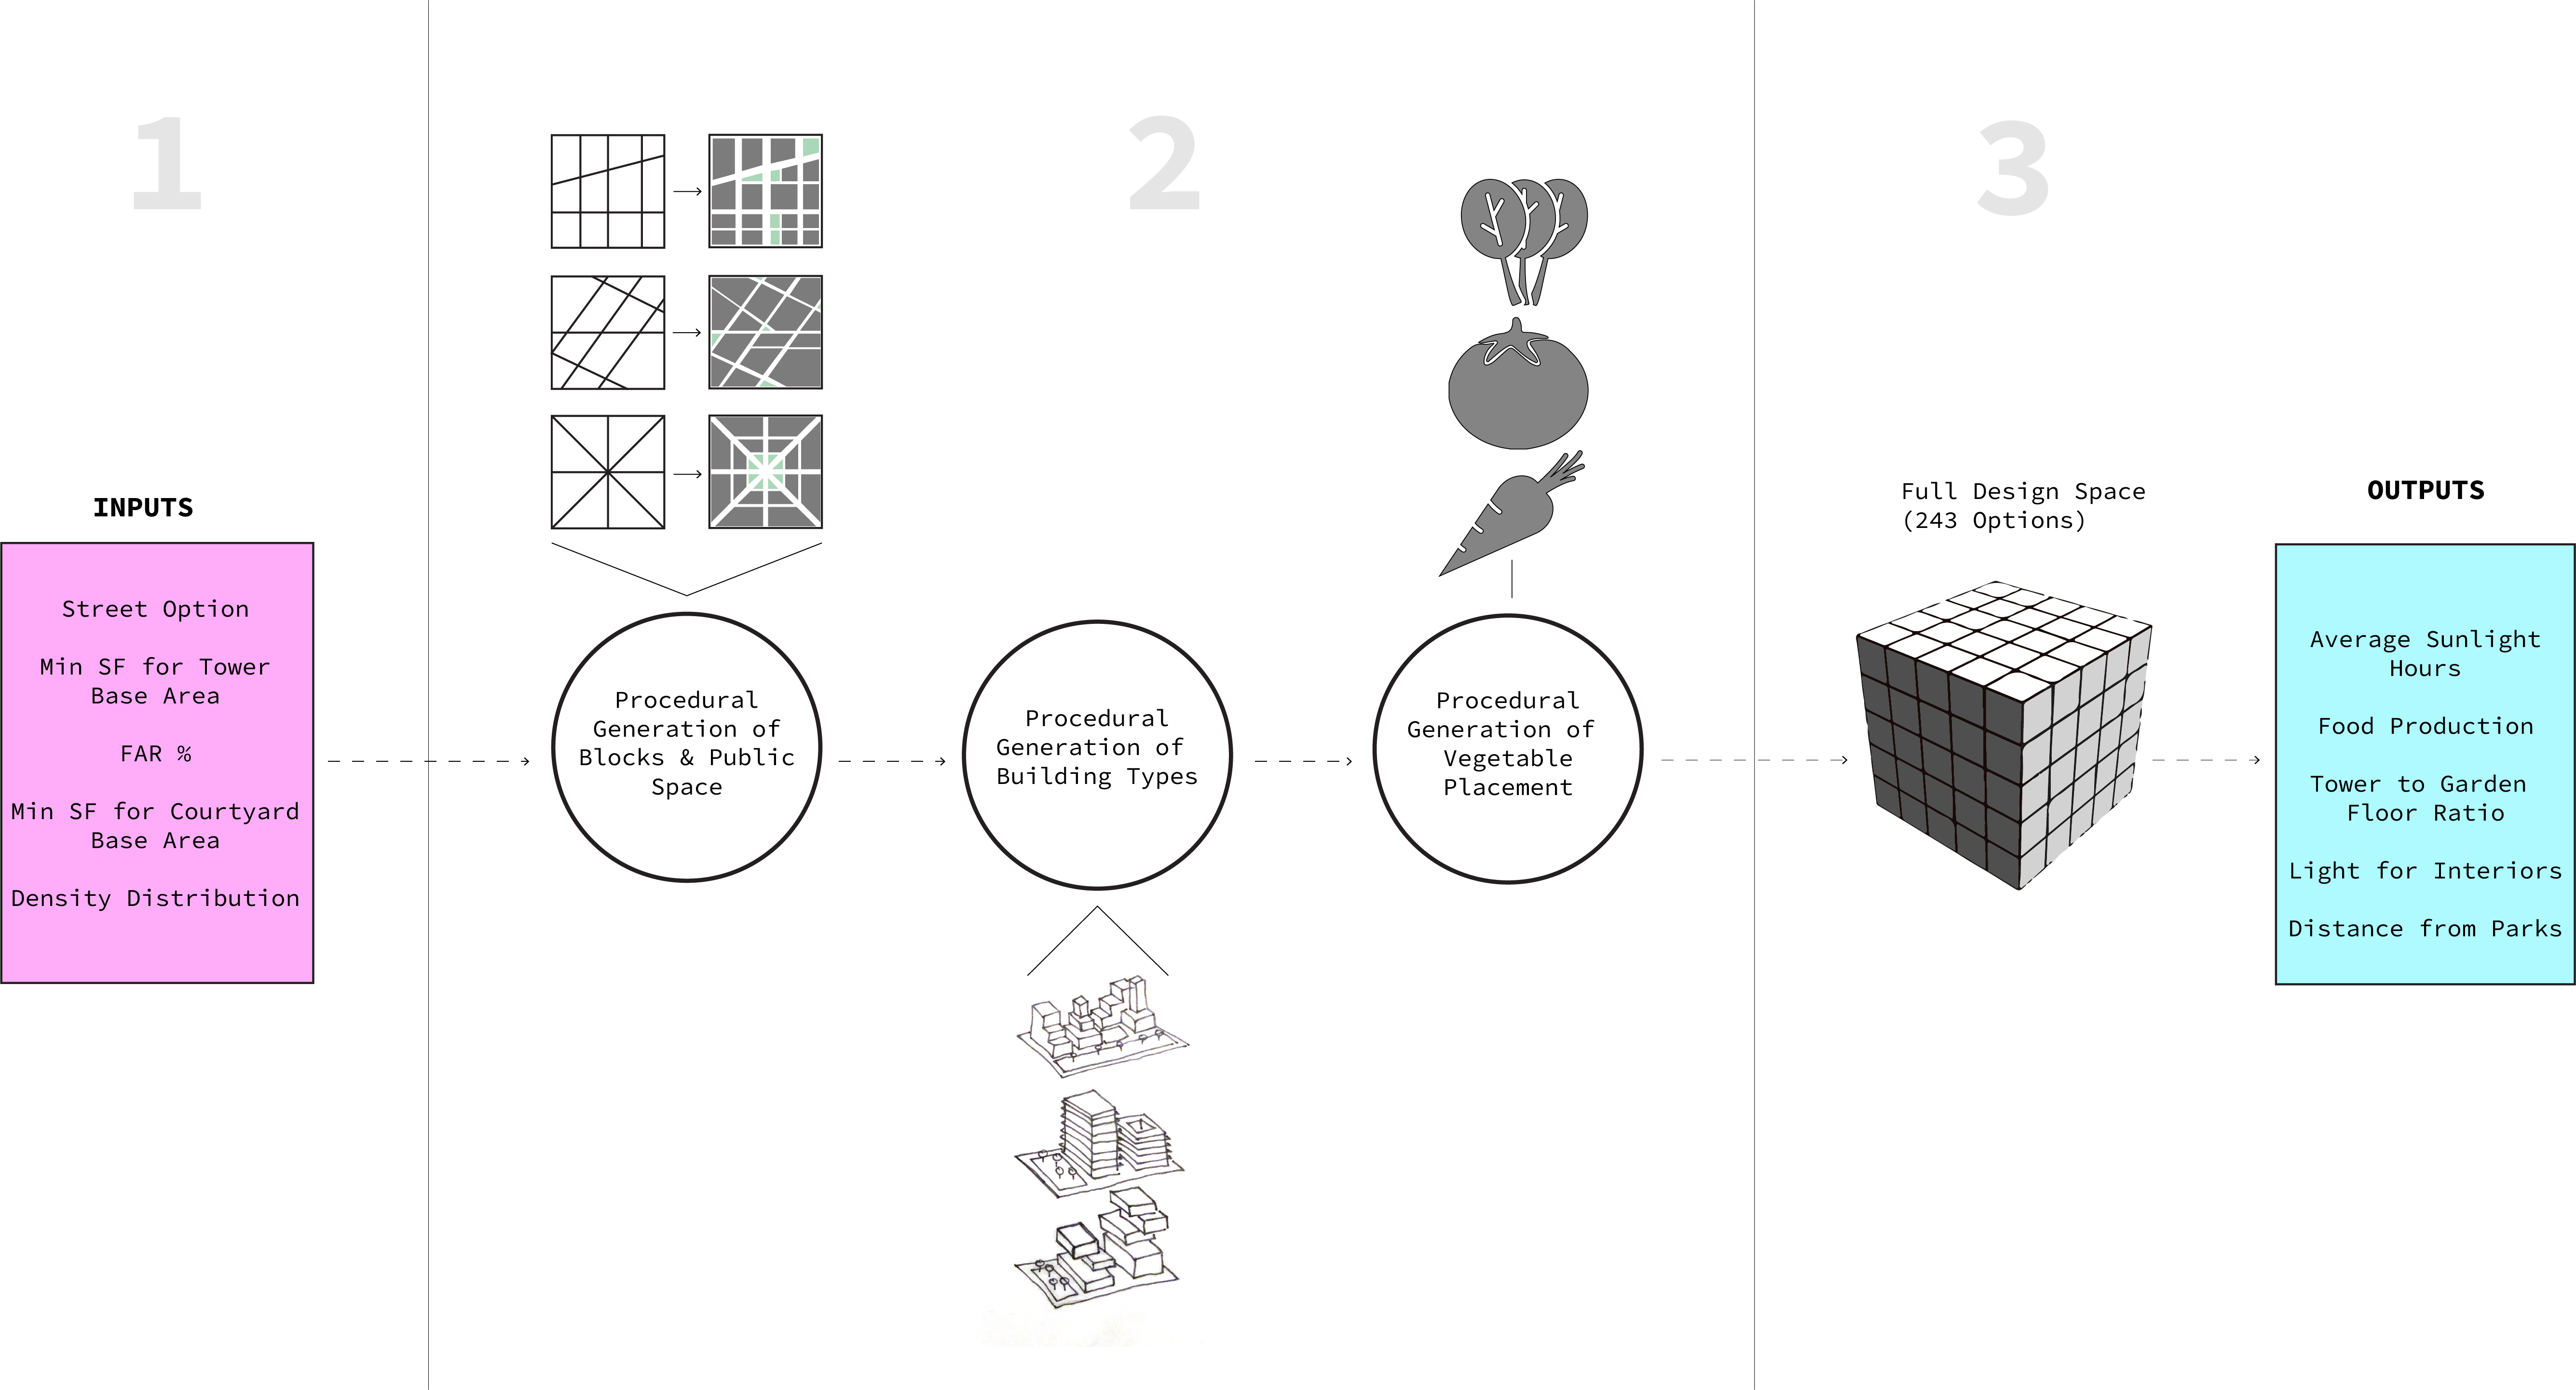 1
2
3
INPUTS
Street Option
Min SF for Tower
Base Area
FAR %
Min SF for Courtyard
Base Area
Density Distribution
Procedural
Generation of
Blocks & Public
Space
Procedural
Generation of
Building Types
Procedural
Generation of
Vegetable
Placement
Full Design Space
(243 Options)
OUTPUTS
Average Sunlight
Hours
Food Production
Tower to Garden
Floor Ratio
Light for Interiors
Distance from Parks